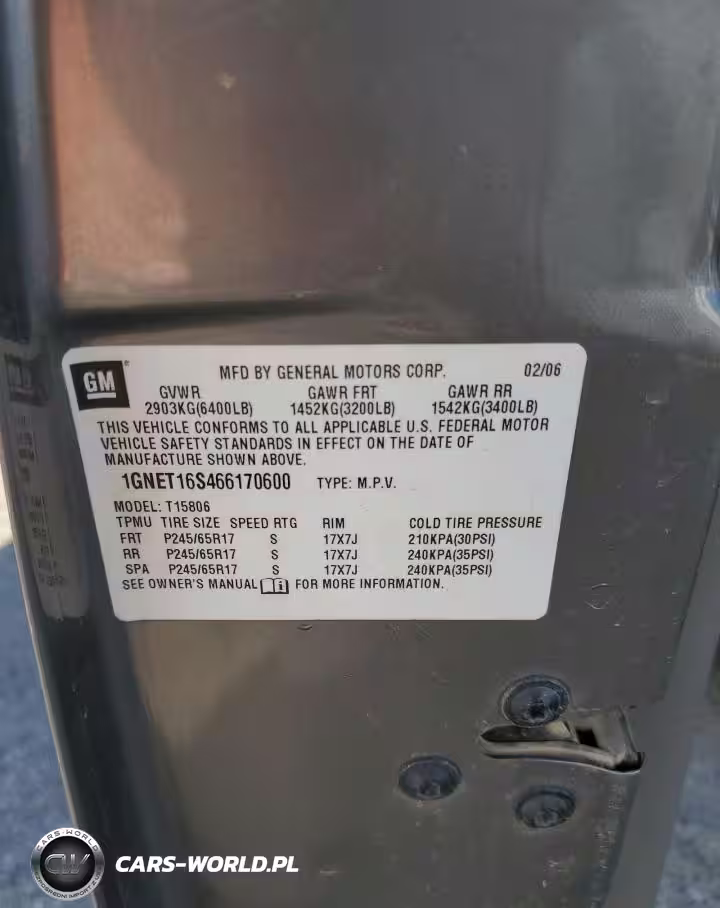 GM
MFD BY GENERAL MOTORS CORP. 02/06
GVWR GAWR FRT GAWR RR
2903KG(6400LB) 1452KG(3200LB) 1542KG(3400LB)
THIS VEHICLE CONFORMS TO ALL APPLICABLE U.S. FEDERAL MOTOR
VEHICLE SAFETY STANDARDS IN EFFECT ON THE DATE OF
MANUFACTURE SHOWN ABOVE.
1GNET16S466170600 TYPE: M.P.V.
MODEL: T15806
TPMU TIRE SIZE SPEED RTG RIM COLD TIRE PRESSURE
FRT P245/65R17 S 17X7J 210KPA(30PSI)
RR P245/65R17 S 17X7J 240KPA(35PSI)
SPA P245/65R17 S 17X7J 240KPA(35PSI)
SEE OWNER'S MANUAL FOR MORE INFORMATION.
CARS-WORLD
CW
CARS-WORLD.PL